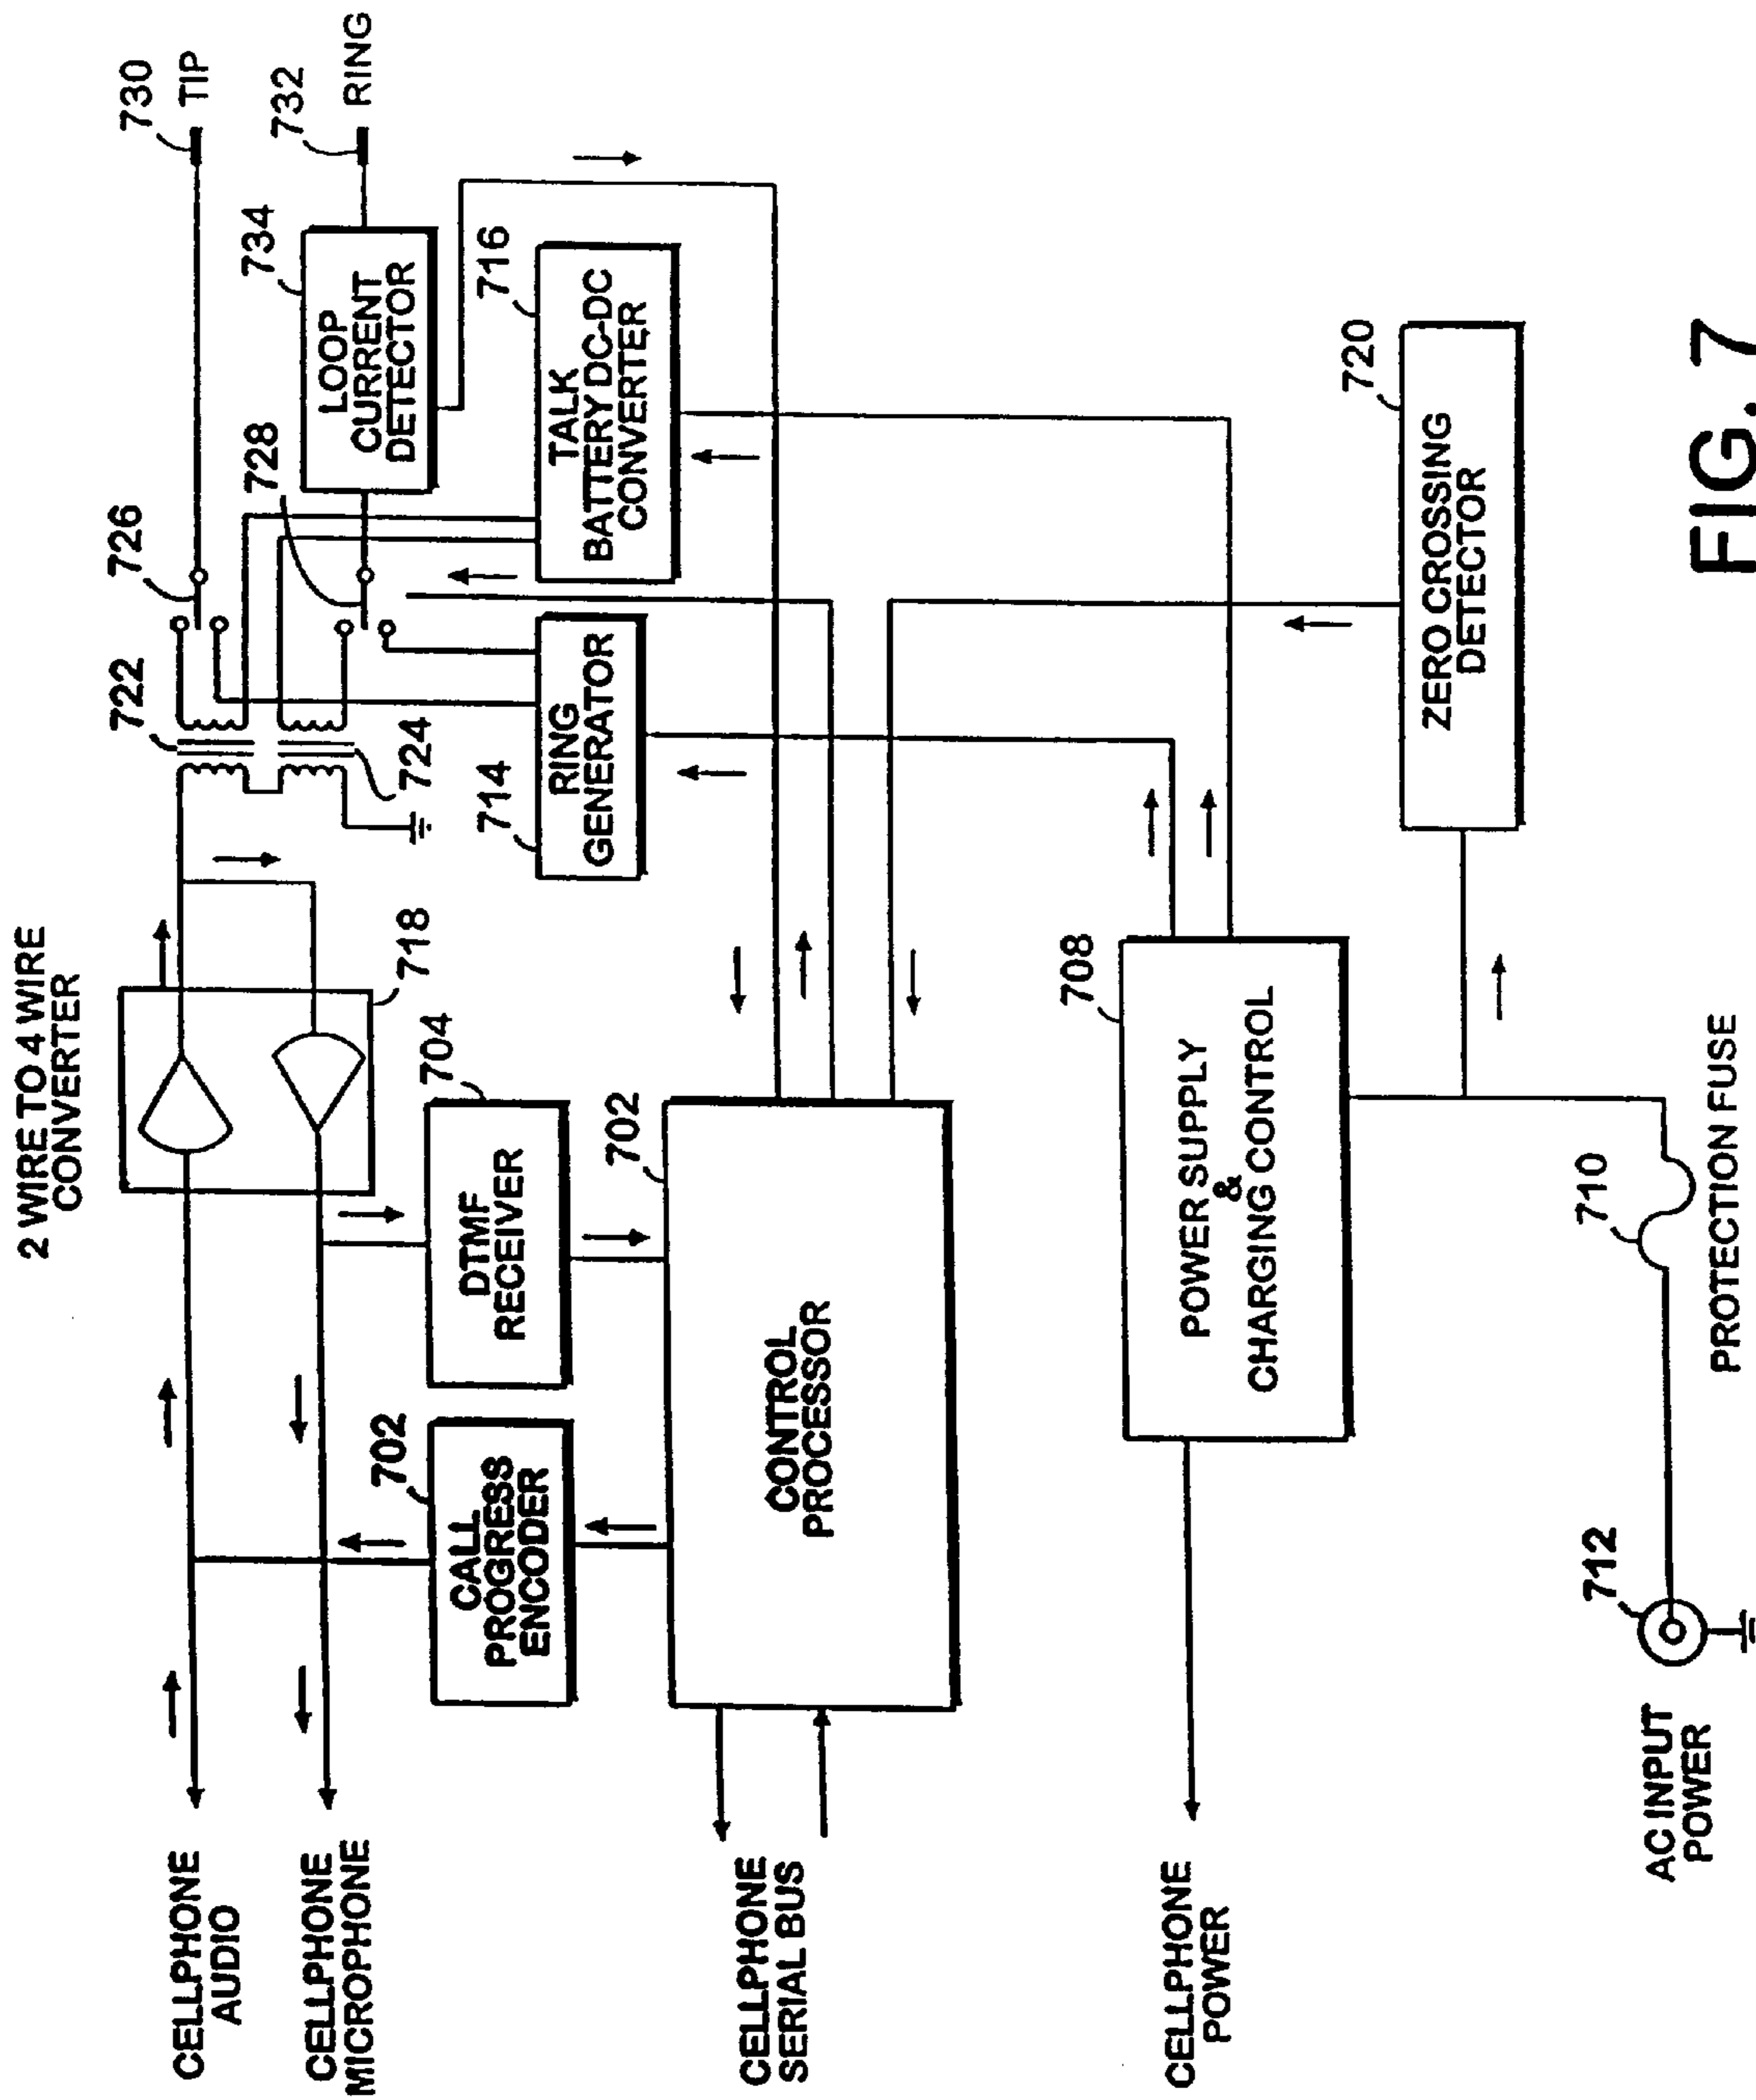 2 WIRE TO 4 WIRE
CONVERTER
718
722
724
726
728
730
TIP
732
RING
734
LOOP
CURRENT
DETECTOR
CELLPHONE
AUDIO
CELLPHONE
MICROPHONE
702
CALL
PROGRESS
ENCODER
704
DTMF
RECEIVER
714
RING
GENERATOR
716
TALK
BATTERY DC-DC
CONVERTER
702
CONTROL
PROCESSOR
CELLPHONE
SERIAL BUS
708
POWER SUPPLY
&
CHARGING CONTROL
CELLPHONE
POWER
720
ZERO CROSSING
DETECTOR
710
PROTECTION FUSE
712
AC INPUT
POWER
FIG. 7